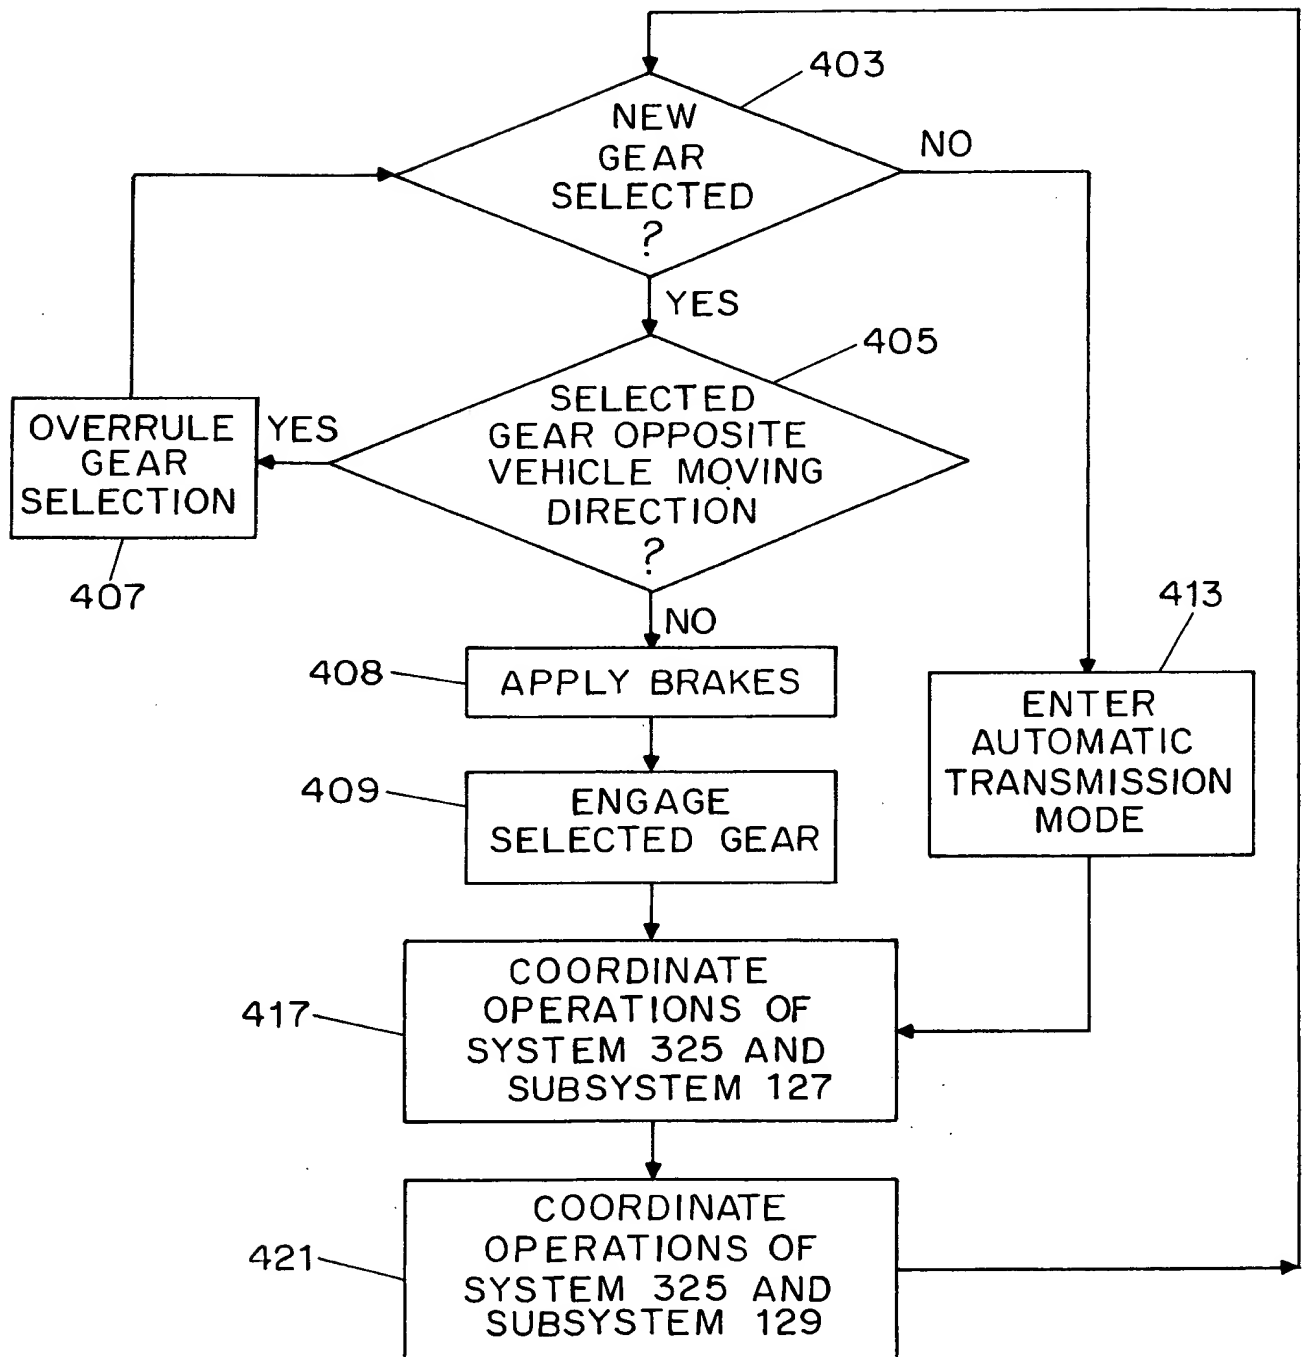 403
NEW
GEAR
SELECTED
?
NO
YES
405
SELECTED
GEAR OPPOSITE
VEHICLE MOVING
DIRECTION
?
YES
OVERRULE
GEAR
SELECTION
407
NO
408
APPLY BRAKES
413
ENTER
AUTOMATIC
TRANSMISSION
MODE
409
ENGAGE
SELECTED GEAR
417
COORDINATE
OPERATIONS OF
SYSTEM 325 AND
SUBSYSTEM 127
421
COORDINATE
OPERATIONS OF
SYSTEM 325 AND
SUBSYSTEM 129